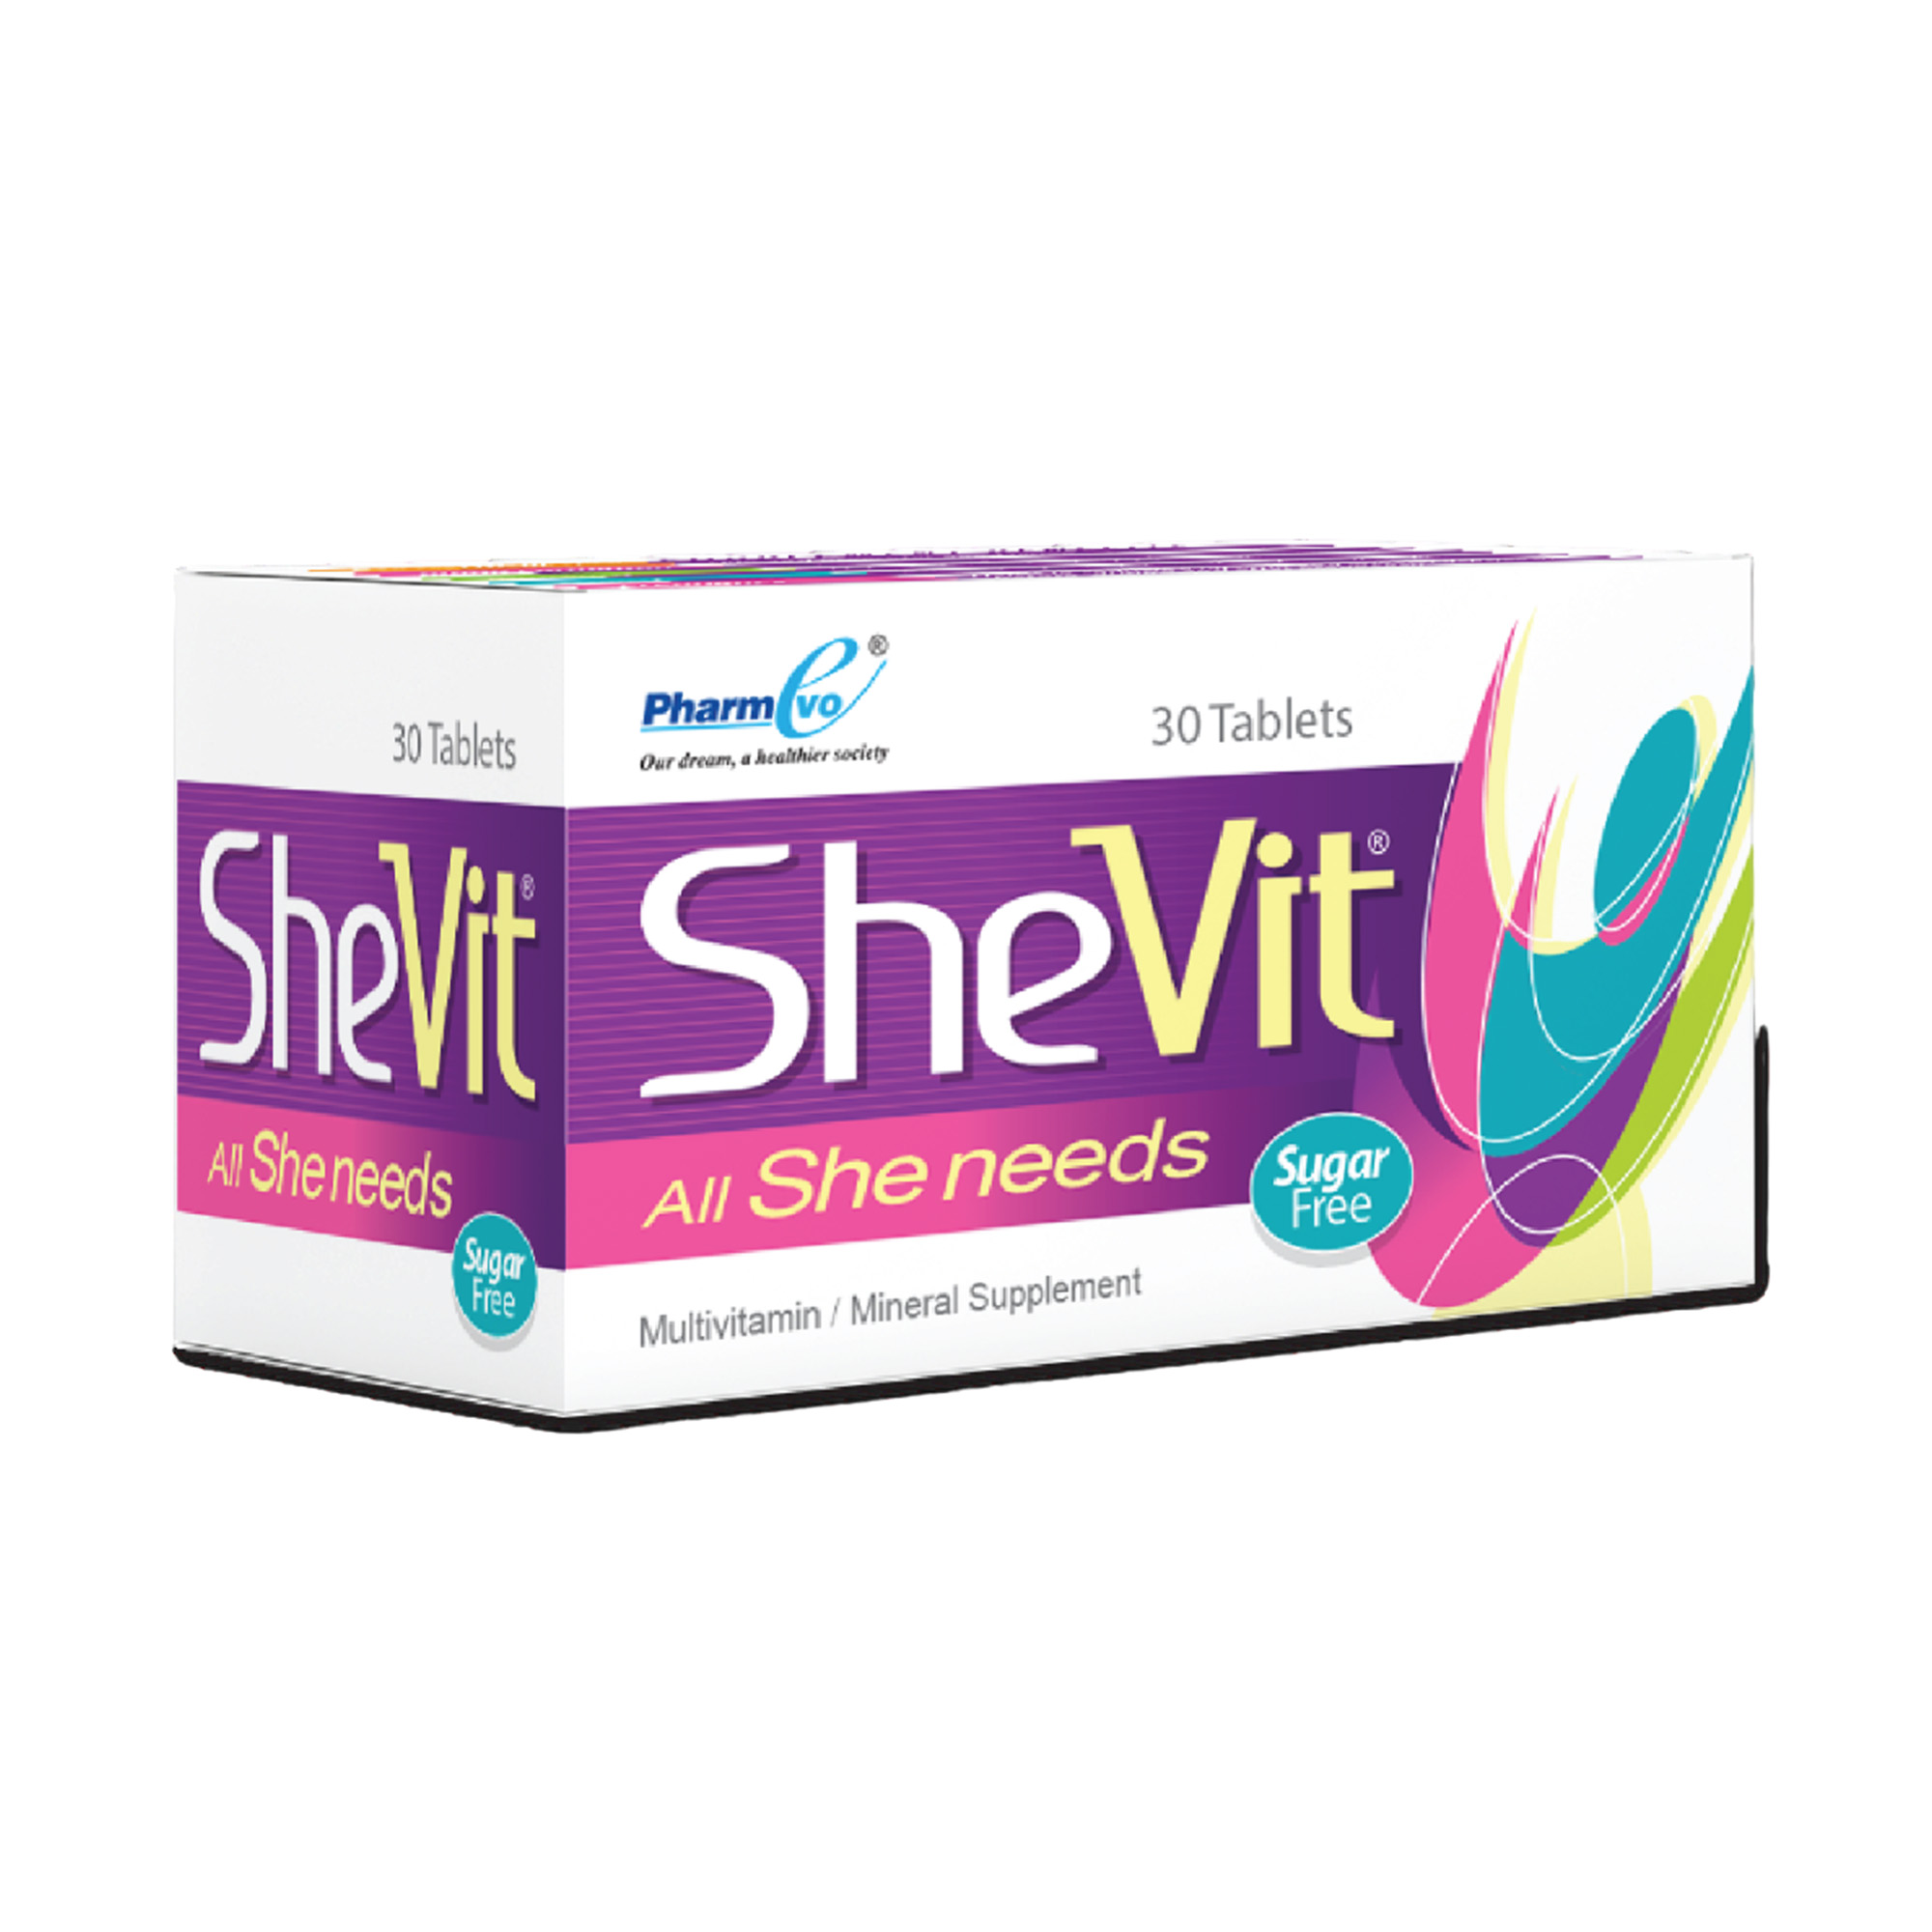 30 Tablets
SheVit®
All She needs
Sugar
Free
PharmEvo®
Our dream, a healthier society
30 Tablets
SheVit®
All She needs
Sugar
Free
Multivitamin / Mineral Supplement